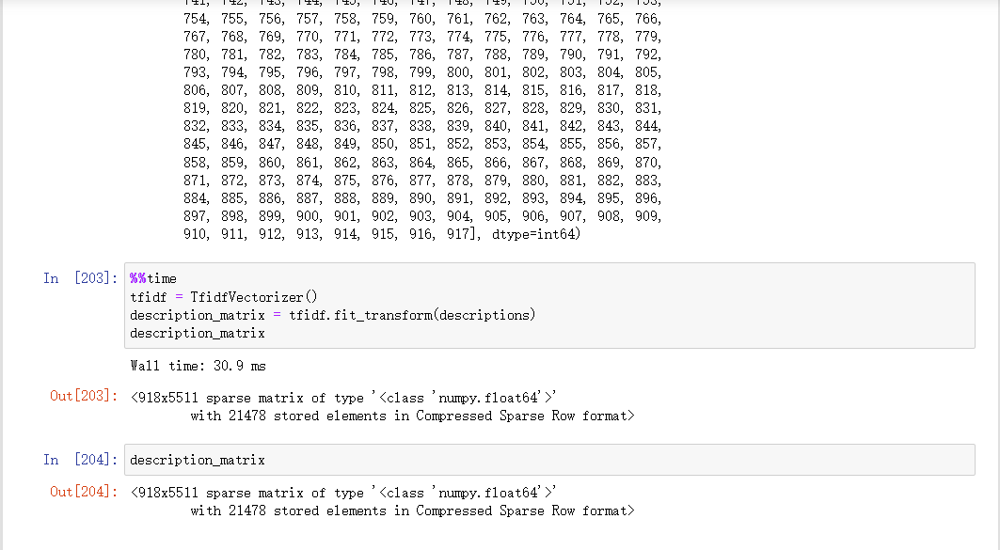 754, 755, 756, 757, 758, 759, 760, 761, 762, 763, 764, 765, 766,
767, 768, 769, 770, 771, 772, 773, 774, 775, 776, 777, 778, 779,
780, 781, 782, 783, 784, 785, 786, 787, 788, 789, 790, 791, 792,
793, 794, 795, 796, 797, 798, 799, 800, 801, 802, 803, 804, 805,
806, 807, 808, 809, 810, 811, 812, 813, 814, 815, 816, 817, 818,
819, 820, 821, 822, 823, 824, 825, 826, 827, 828, 829, 830, 831,
832, 833, 834, 835, 836, 837, 838, 839, 840, 841, 842, 843, 844,
845, 846, 847, 848, 849, 850, 851, 852, 853, 854, 855, 856, 857,
858, 859, 860, 861, 862, 863, 864, 865, 866, 867, 868, 869, 870,
871, 872, 873, 874, 875, 876, 877, 878, 879, 880, 881, 882, 883,
884, 885, 886, 887, 888, 889, 890, 891, 892, 893, 894, 895, 896,
897, 898, 899, 900, 901, 902, 903, 904, 905, 906, 907, 908, 909,
910, 911, 912, 913, 914, 915, 916, 917], dtype=int64)
In [203]: %%time
tfidf = TfidfVectorizer()
description_matrix = tfidf.fit_transform(descriptions)
description_matrix
Wall time: 30.9 ms
Out[203]: <918x5511 sparse matrix of type '<class 'numpy.float64'>'
with 21478 stored elements in Compressed Sparse Row format>
In [204]: description_matrix
Out[204]: <918x5511 sparse matrix of type '<class 'numpy.float64'>'
with 21478 stored elements in Compressed Sparse Row format>